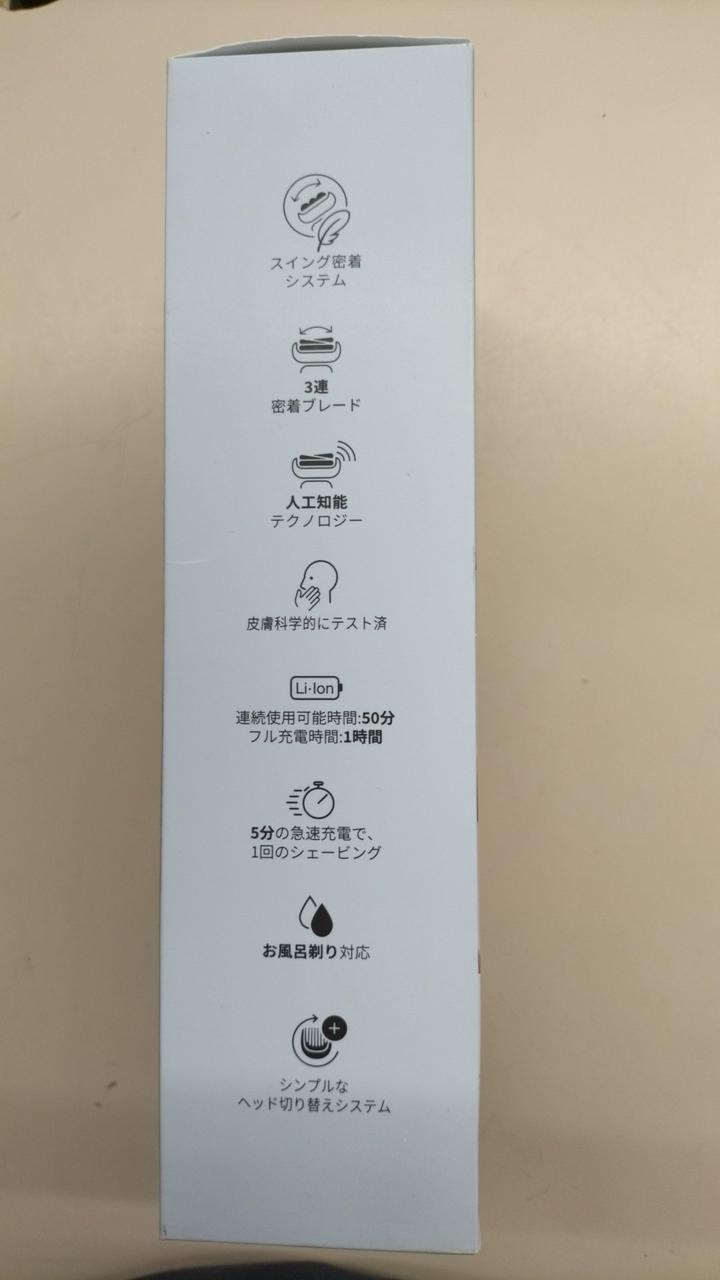 スイング密着
システム
3連
密着ブレード
人工知能
テクノロジー
皮膚科学的にテスト済
Li-Ion
連続使用可能時間:50分
フル充電時間:1時間
5分の急速充電で、
1回のシェービング
お風呂剃り対応
シンプルな
ヘッド切り替えシステム